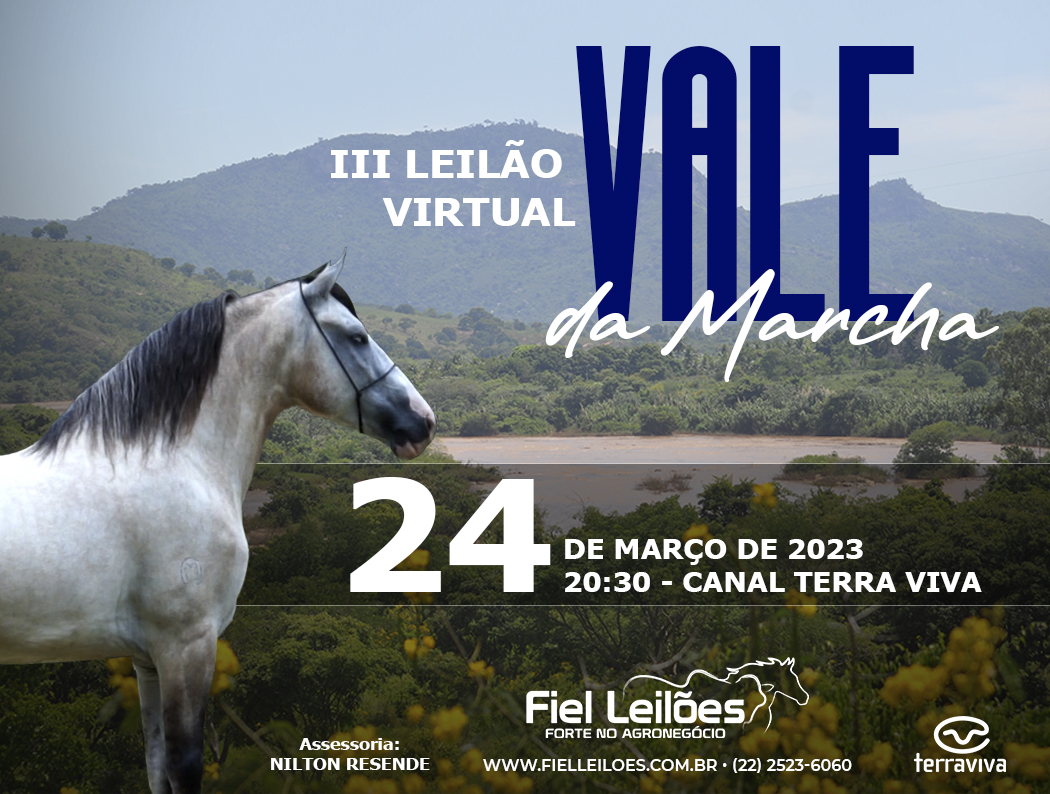 III LEILÃO
VIRTUAL
VALE
da Marcha
24
DE MARÇO DE 2023
20:30 - CANAL TERRA VIVA
Fiel Leilões
FORTE NO AGRONEGÓCIO
Assessoria:
NILTON RESENDE
WWW.FIELLEILOES.COM.BR • (22) 2523-6060
terraviva